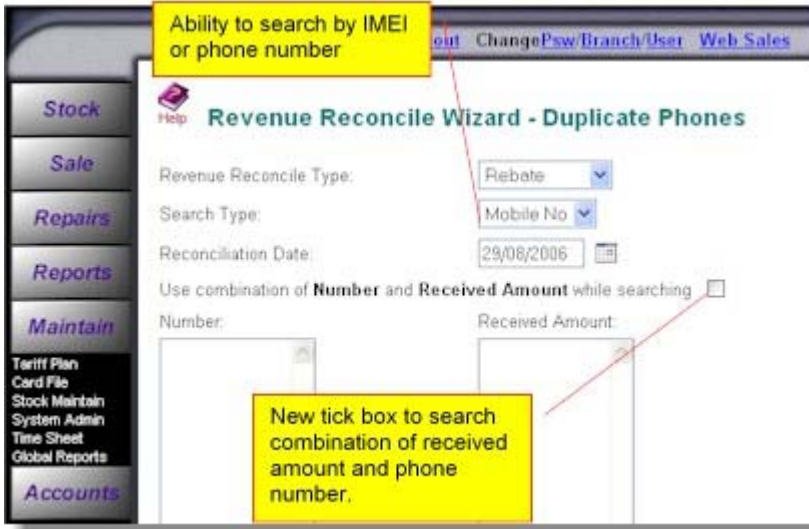 Ability to search by IMEI
or phone number
out ChangePsw/Branch/User Web Sales
Help
Revenue Reconcile Wizard - Duplicate Phones
Stock
Sale
Repairs
Reports
Maintain
Tariff Plan
Card File
Stock Maintain
System Admin
Time Sheet
Global Reports
Accounts
Revenue Reconcile Type: Rebate
Search Type: Mobile No
Reconciliation Date: 29/08/2006
Use combination of Number and Received Amount while searching
Number: Received Amount:
New tick box to search
combination of received
amount and phone
number.